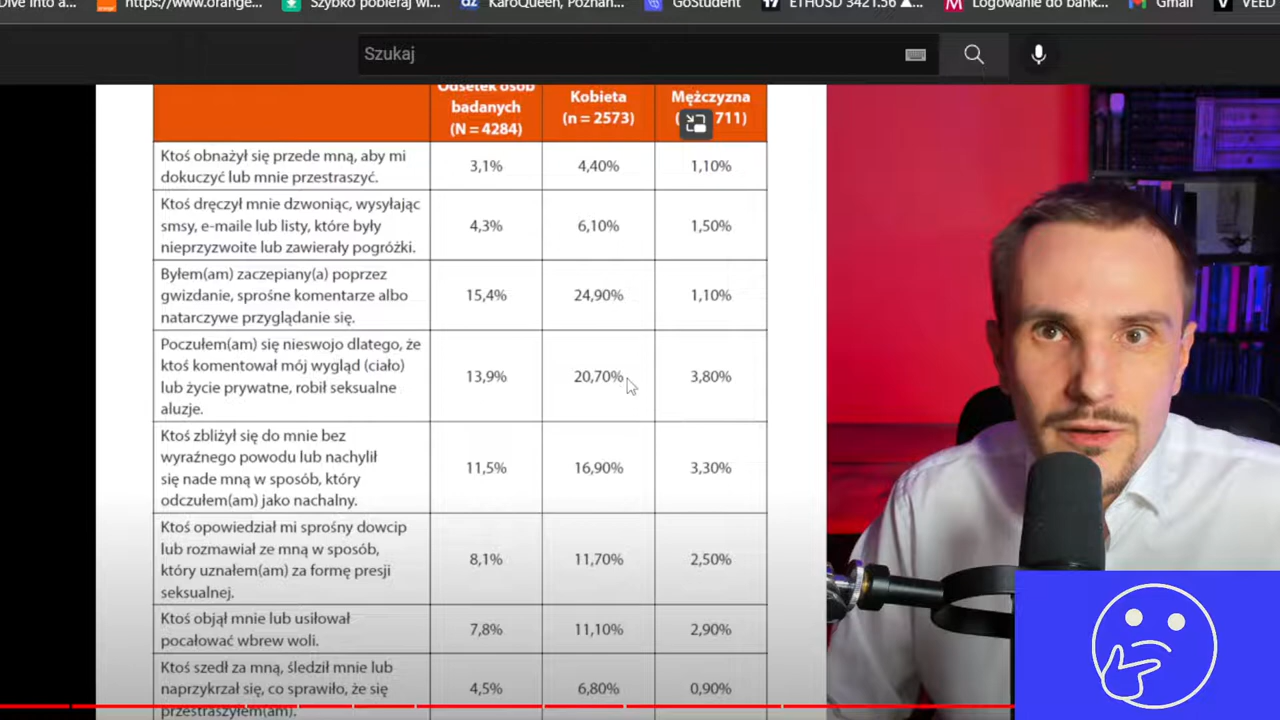 https://www.orange...
Szybko pobieraj wi...
KaroQueen, Poznań...
GoStudent
ETHUSD 3421.56 ▲...
Logowanie do bank...
Gmail
VEED
Szukaj
Odsetek osób
badanych
(N = 4284)
Kobieta
(n = 2573)
Mężczyzna
711)
Ktoś obnażył się przede mną, aby mi
dokuczyć lub mnie przestraszyć.
3,1%
4,40%
1,10%
Ktoś dręczył mnie dzwoniąc, wysyłając
smsy, e-maile lub listy, które były
nieprzyzwoite lub zawierały pogróżki.
4,3%
6,10%
1,50%
Byłem(am) zaczepiany(a) poprzez
gwizdanie, sprośne komentarze albo
natarczywe przyglądanie się.
15,4%
24,90%
1,10%
Poczułem(am) się nieswojo dlatego, że
ktoś komentował mój wygląd (ciało)
lub życie prywatne, robił seksualne
aluzje.
13,9%
20,70%
3,80%
Ktoś zbliżył się do mnie bez
wyraźnego powodu lub nachylił
się nade mną w sposób, który
odczułem(am) jako nachalny.
11,5%
16,90%
3,30%
Ktoś opowiedział mi sprośny dowcip
lub rozmawiał ze mną w sposób,
który uznałem(am) za formę presji
seksualnej.
8,1%
11,70%
2,50%
Ktoś objął mnie lub usiłował
pocałować wbrew woli.
7,8%
11,10%
2,90%
Ktoś szedł za mną, śledził mnie lub
naprzykrzał się, co sprawiło, że się
przestraszyłem(am).
4,5%
6,80%
0,90%